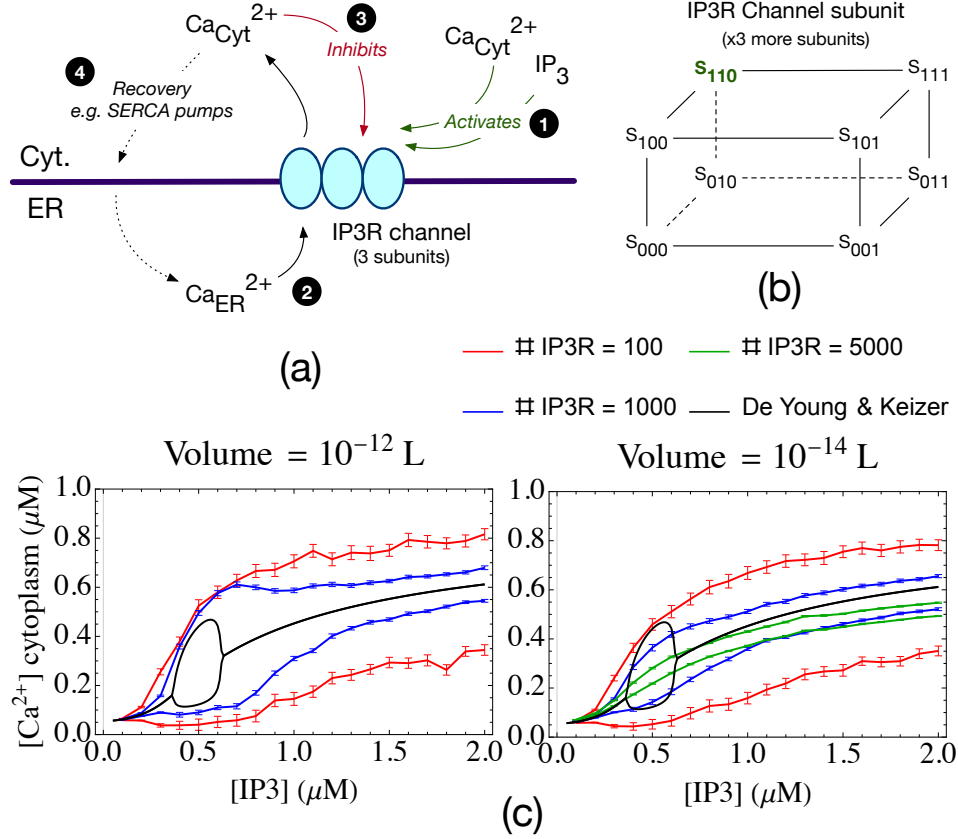 Ca_Cyt^2+
3
Inhibits
Ca_Cyt^2+
IP_3
4
Recovery
e.g. SERCA pumps
Activates
1
Cyt.
ER
IP3R channel
(3 subunits)
Ca_ER^2+
2
(a)
IP3R Channel subunit
(x3 more subunits)
S_110
S_111
S_100
S_101
S_010
S_011
S_000
S_001
(b)
# IP3R = 100
# IP3R = 5000
# IP3R = 1000
De Young & Keizer
Volume = 10^−12 L
[Ca^2+] cytoplasm (μM)
1.0
0.8
0.6
0.4
0.2
0.0
0.0 0.5 1.0 1.5 2.0
[IP3] (μM)
Volume = 10^−14 L
1.0
0.8
0.6
0.4
0.2
0.0
0.0 0.5 1.0 1.5 2.0
[IP3] (μM)
(c)